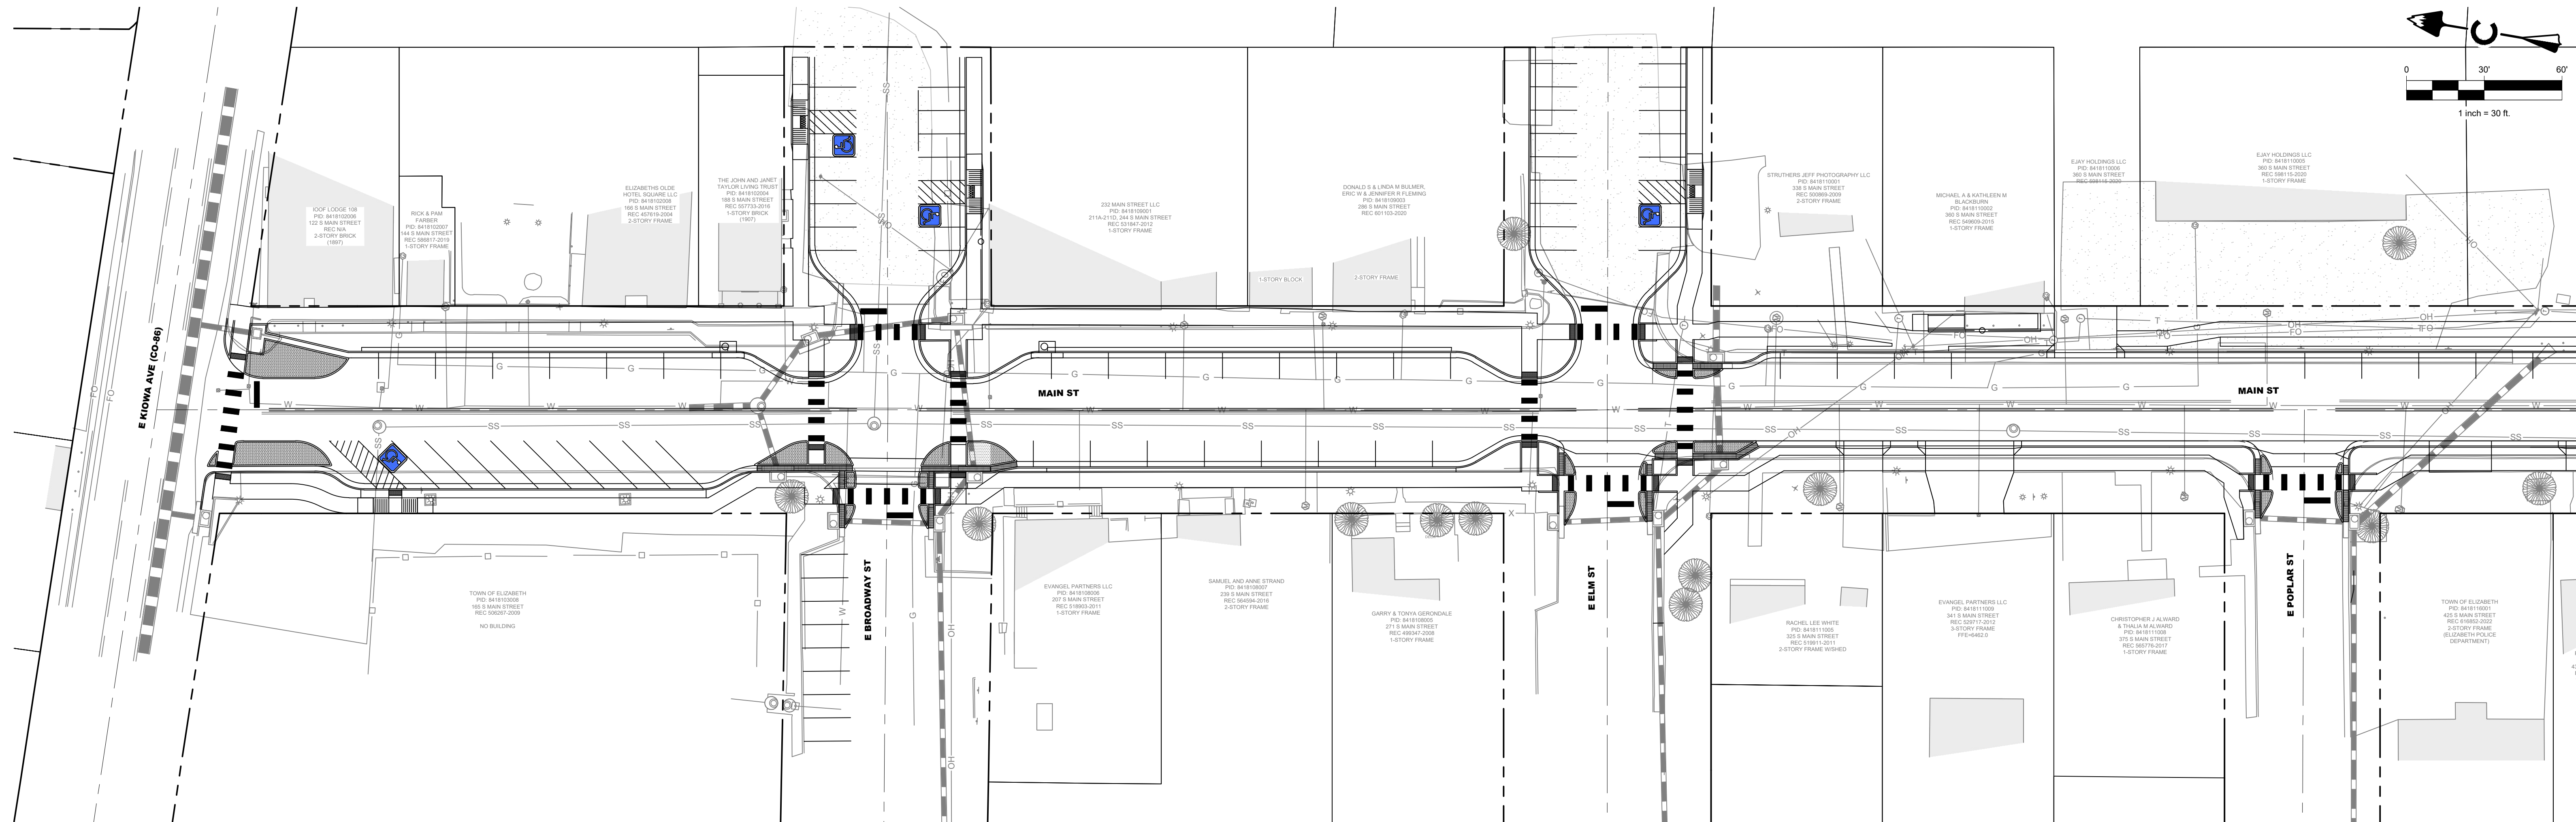 0 30' 60'
1 inch = 30 ft.
IOOF LODGE 108
PID: 8418102006
122 S MAIN STREET
REC N/A
2-STORY BRICK
(1897)
RICK & PAM
FARBER
PID: 8418102007
144 S MAIN STREET
REC 586817-2019
1-STORY FRAME
ELIZABETHS OLDE
HOTEL SQUARE LLC
PID: 8418102008
166 S MAIN STREET
REC 457619-2004
2-STORY FRAME
THE JOHN AND JANET
TAYLOR LIVING TRUST
PID: 8418102004
188 S MAIN STREET
REC 557733-2016
1-STORY BRICK
(1907)
232 MAIN STREET LLC
PID: 8418109001
211A-211D, 244 S MAIN STREET
REC 531847-2012
1-STORY FRAME
DONALD S & LINDA M BULMER,
ERIC W & JENNIFER R FLEMING
PID: 8418109003
286 S MAIN STREET
REC 601103-2020
1-STORY BLOCK
2-STORY FRAME
STRUTHERS JEFF PHOTOGRAPHY LLC
PID: 8418110001
338 S MAIN STREET
REC 500869-2009
2-STORY FRAME
MICHAEL A & KATHLEEN M
BLACKBURN
PID: 8418110002
360 S MAIN STREET
REC 549609-2015
1-STORY FRAME
EJAY HOLDINGS LLC
PID: 8418110006
360 S MAIN STREET
REC 598115-2020
EJAY HOLDINGS LLC
PID: 8418110005
360 S MAIN STREET
REC 598115-2020
1-STORY FRAME
E KIOWA AVE (CO-86)
MAIN ST
MAIN ST
E BROADWAY ST
E ELM ST
E POPLAR ST
TOWN OF ELIZABETH
PID: 8418103008
165 S MAIN STREET
REC 506287-2009
NO BUILDING
EVANGEL PARTNERS LLC
PID: 8418108008
207 S MAIN STREET
REC 518903-2011
1-STORY FRAME
SAMUEL AND ANNE STRAND
PID: 8418108007
239 S MAIN STREET
REC 564594-2016
2-STORY FRAME
GARRY & TONYA GERONDALE
PID: 8418108005
271 S MAIN STREET
REC 499347-2008
1-STORY FRAME
RACHEL LEE WHITE
PID: 8418111005
325 S MAIN STREET
REC 519911-2011
2-STORY FRAME W/SHED
EVANGEL PARTNERS LLC
PID: 8418111009
341 S MAIN STREET
REC 529717-2012
3-STORY FRAME
FFE=6462.0
CHRISTOPHER J ALWARD
& THALIA M ALWARD
PID: 8418111008
375 S MAIN STREET
REC 565776-2017
1-STORY FRAME
TOWN OF ELIZABETH
PID: 8418116001
425 S MAIN STREET
REC 616852-2022
2-STORY FRAME
(ELIZABETH POLICE
DEPARTMENT)